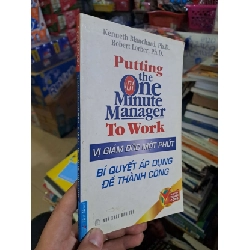 Kenneth Blanchard, Ph.D.
Robert Lorber, Ph.D.
Putting
the
One
Minute
Manager
To Work
VỊ GIÁM ĐỐC MỘT PHÚT
BÍ QUYẾT ÁP DỤNG
ĐỂ THÀNH CÔNG